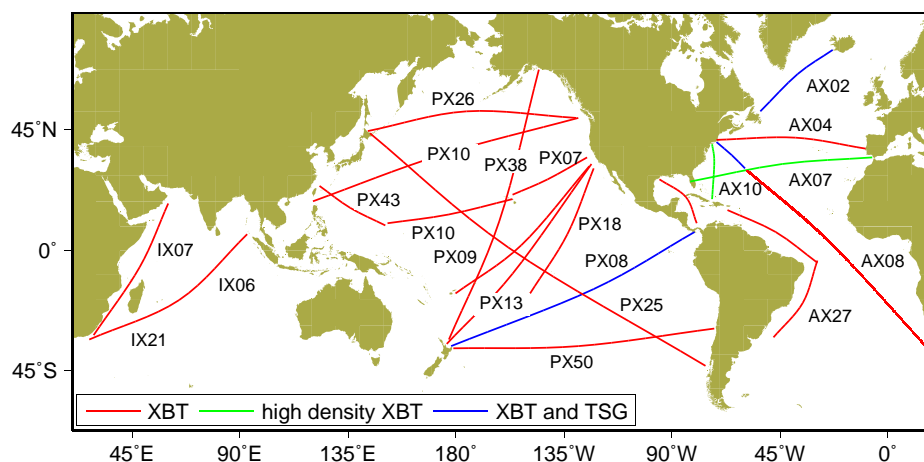 PX26
AX02
45°N
AX04
PX10
PX38
PX07
AX10
AX07
PX43
PX18
IX07
PX10
0°
PX09
PX08
AX08
IX06
PX13
PX25
AX27
IX21
PX50
45°S
XBT
high density XBT
XBT and TSG
45°E
90°E
135°E
180°
135°W
90°W
45°W
0°